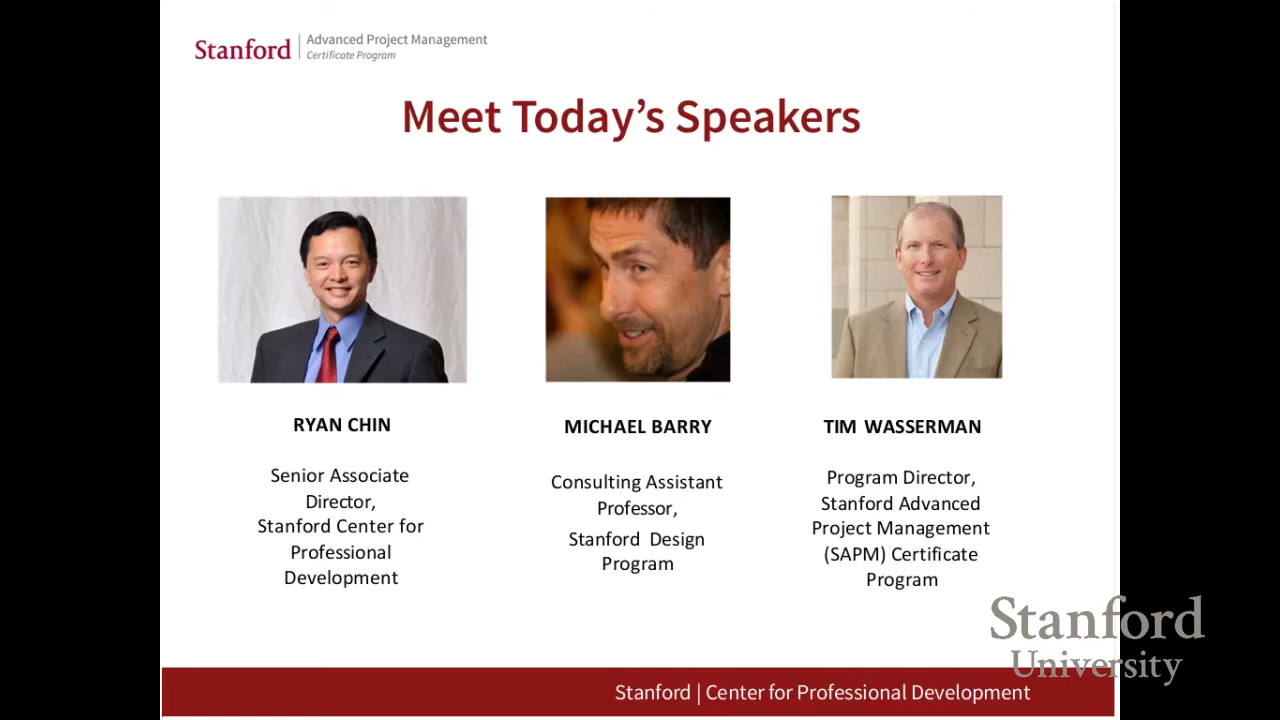 Stanford
Advanced Project Management
Certificate Program
Meet Today's Speakers
RYAN CHIN
Senior Associate
Director,
Stanford Center for
Professional
Development
MICHAEL BARRY
Consulting Assistant
Professor,
Stanford Design
Program
TIM WASSERMAN
Program Director,
Stanford Advanced
Project Management
(SAPM) Certificate
Program
Stanford
University
Stanford | Center for Professional Development